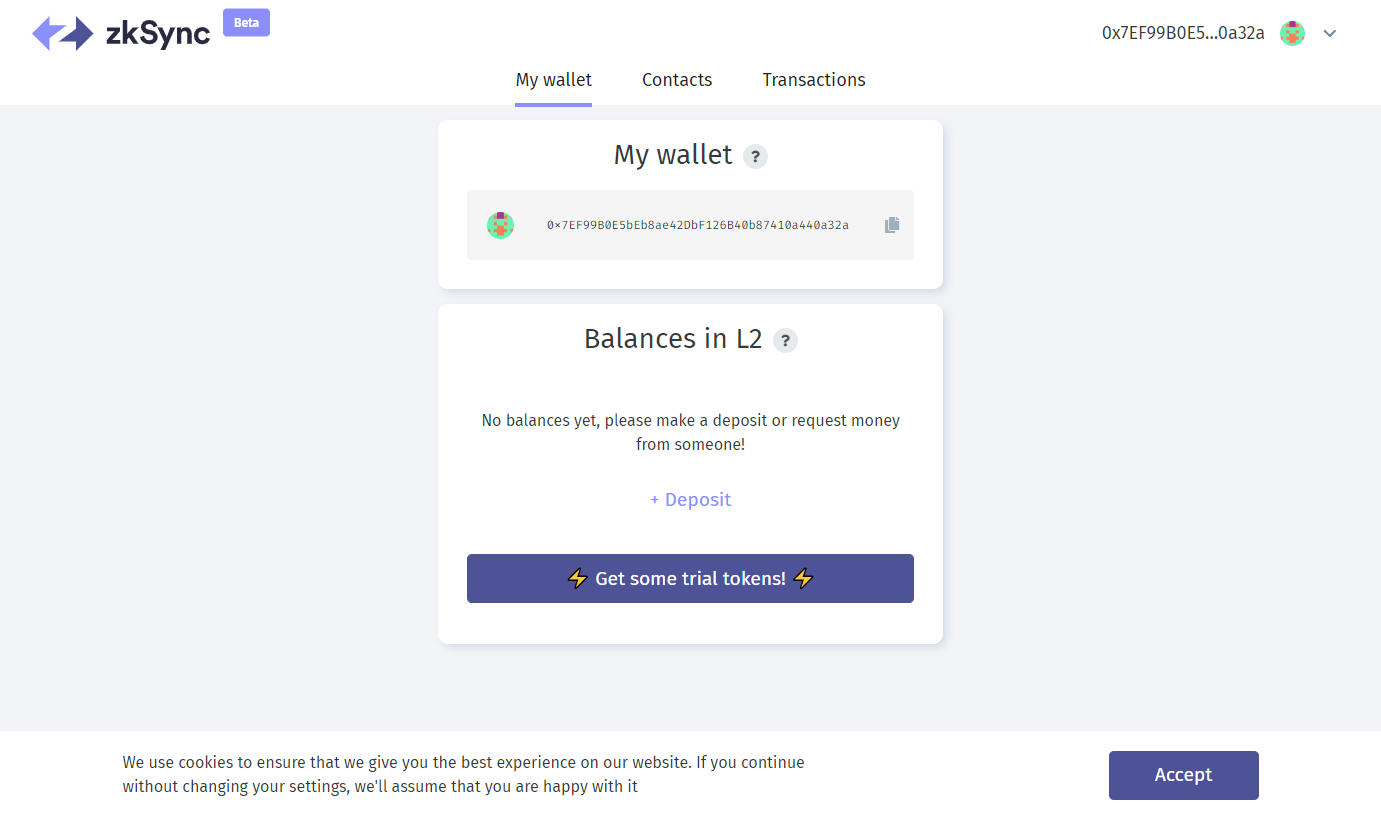 zkSync
Beta
0x7EF99B0E5...0a32a
My wallet
Contacts
Transactions
My wallet ?
0x7EF99B0E5bEb8ae42DbF126B40b87410a440a32a
Balances in L2 ?
No balances yet, please make a deposit or request money
from someone!
+ Deposit
⚡ Get some trial tokens! ⚡
We use cookies to ensure that we give you the best experience on our website. If you continue
without changing your settings, we'll assume that you are happy with it
Accept